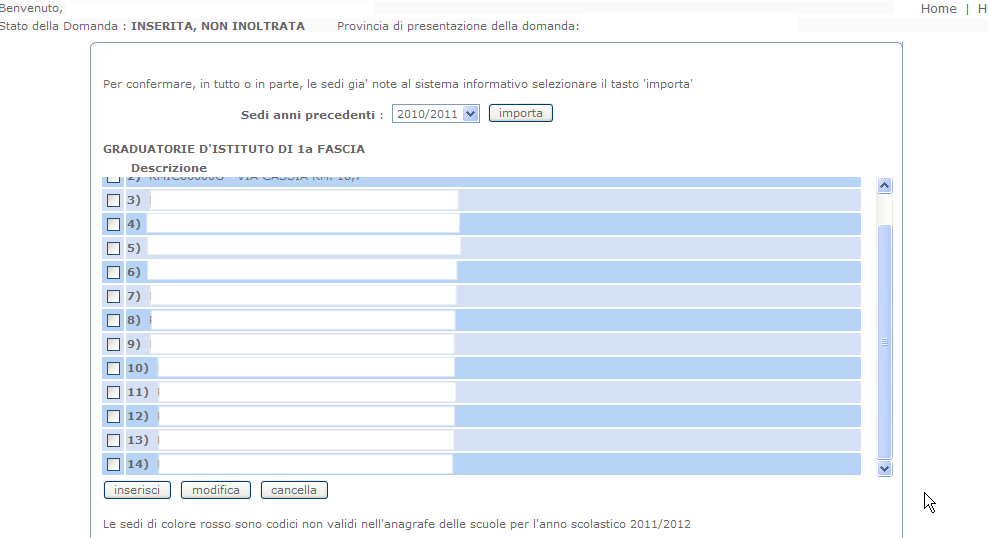 Benvenuto,
Home | H
Stato della Domanda : INSERITA, NON INOLTRATA Provincia di presentazione della domanda:
Per confermare, in tutto o in parte, le sedi gia' note al sistema informativo selezionare il tasto 'importa'
Sedi anni precedenti : 2010/2011 importa
GRADUATORIE D'ISTITUTO DI 1a FASCIA
Descrizione
2) VIA CASSIA KM.
3)
4)
5)
6)
7)
8)
9)
10)
11)
12)
13)
14)
inserisci modifica cancella
Le sedi di colore rosso sono codici non validi nell'anagrafe delle scuole per l'anno scolastico 2011/2012